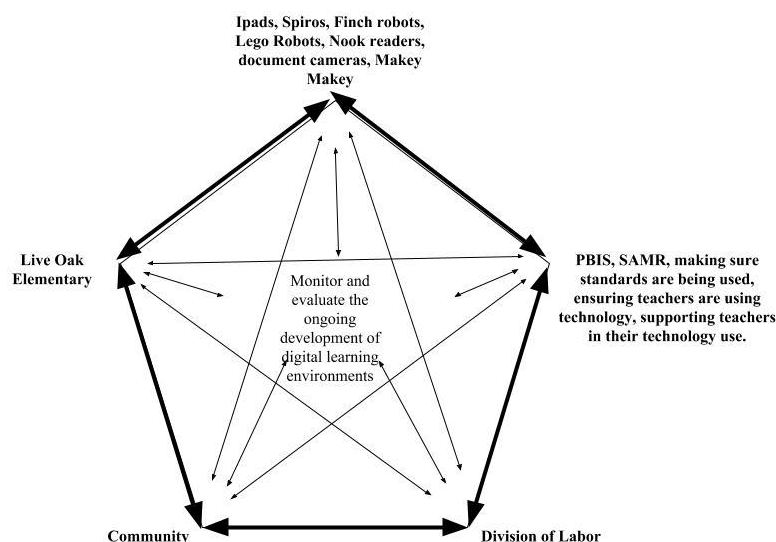 Ipads, Spiros, Finch robots,
Lego Robots, Nook readers,
document cameras, Makey
Makey
Live Oak
Elementary
PBIS, SAMR, making sure
standards are being used,
ensuring teachers are using
technology, supporting teachers
in their technology use.
Monitor and
evaluate the
ongoing
development of
digital learning
environments
Community
Division of Labor